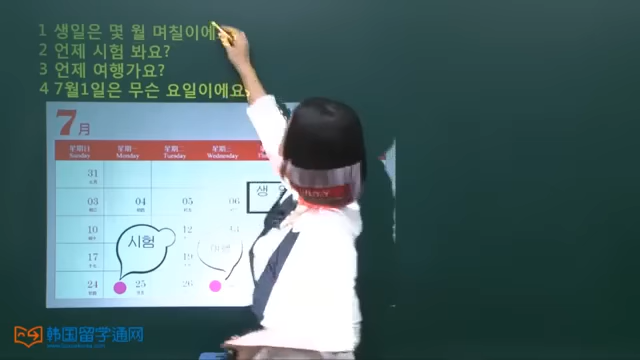 1 생일은 몇 월 며칠이에
2 언제 시험 봐요?
3 언제 여행가요?
4 7월1일은 무슨 요일이에요
7月
星期日 星期一 星期二 星期三
Sunday Monday Tuesday Wednesday
31
생
03 04 05 06
10 13
시험
17 19
24 25 26
韩国留学通网